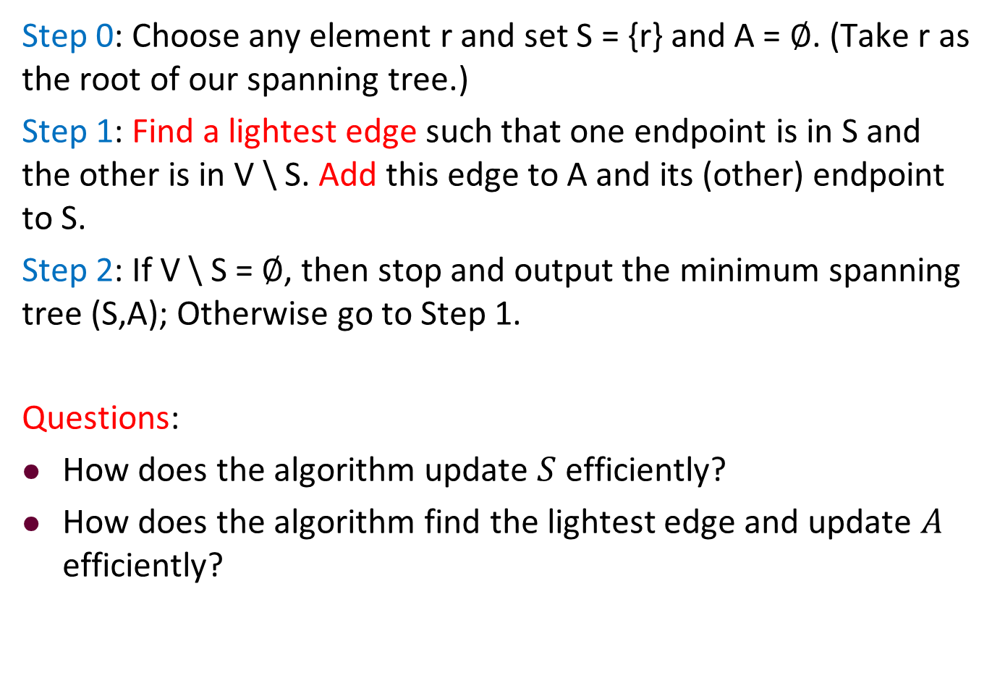 Step 0: Choose any element r and set S = {r} and A = ∅. (Take r as
the root of our spanning tree.)
Step 1: Find a lightest edge such that one endpoint is in S and
the other is in V \ S. Add this edge to A and its (other) endpoint
to S.
Step 2: If V \ S = ∅, then stop and output the minimum spanning
tree (S,A); Otherwise go to Step 1.
Questions:
● How does the algorithm update S efficiently?
● How does the algorithm find the lightest edge and update A
efficiently?